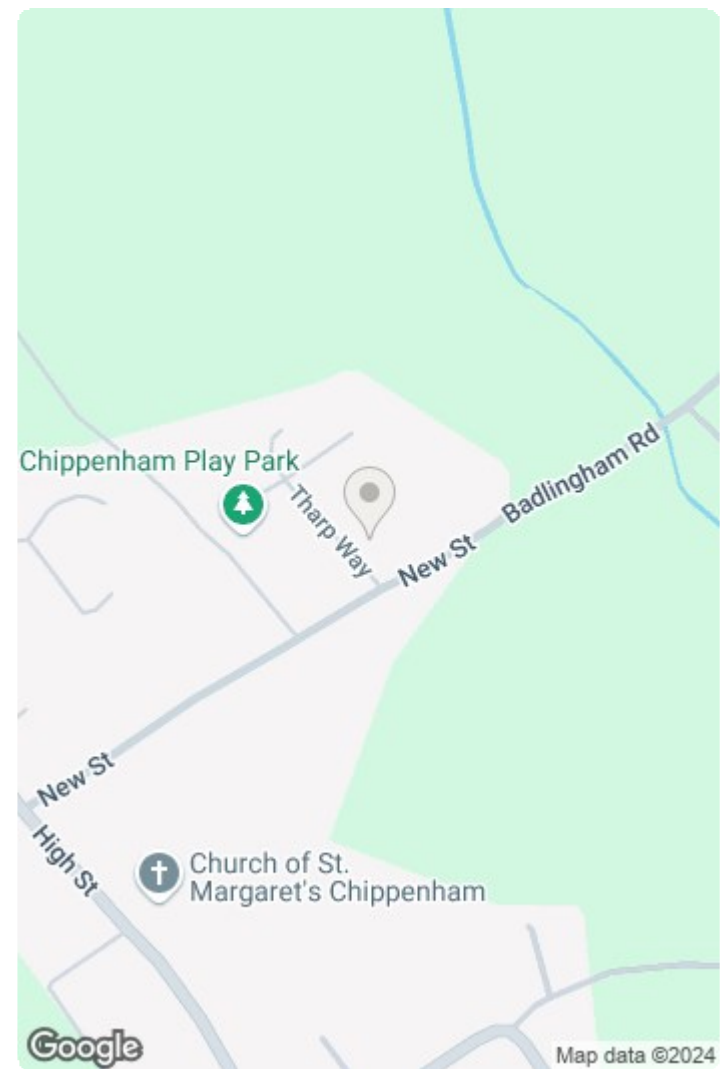 Chippenham Play Park
Tharp Way
Badlingham Rd
New St
New St
High St
Church of St.
Margaret's Chippenham
Google
Map data ©2024